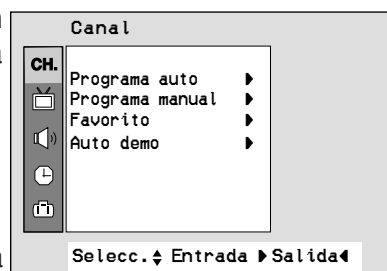 Canal
CH.
Programa auto
Programa manual
Favorito
Auto demo
Selecc. Entrada Salida